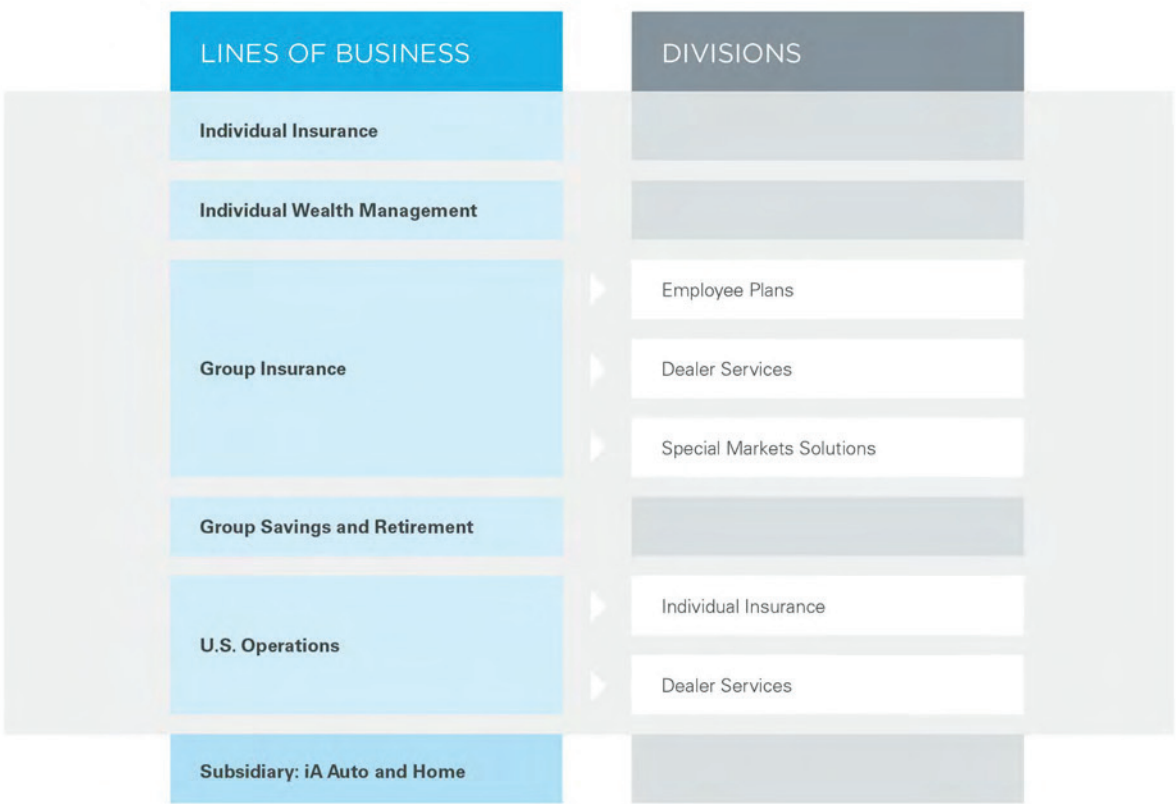 LINES OF BUSINESS
DIVISIONS
Individual Insurance
Individual Wealth Management
Group Insurance
Employee Plans
Dealer Services
Special Markets Solutions
Group Savings and Retirement
U.S. Operations
Individual Insurance
Dealer Services
Subsidiary: iA Auto and Home